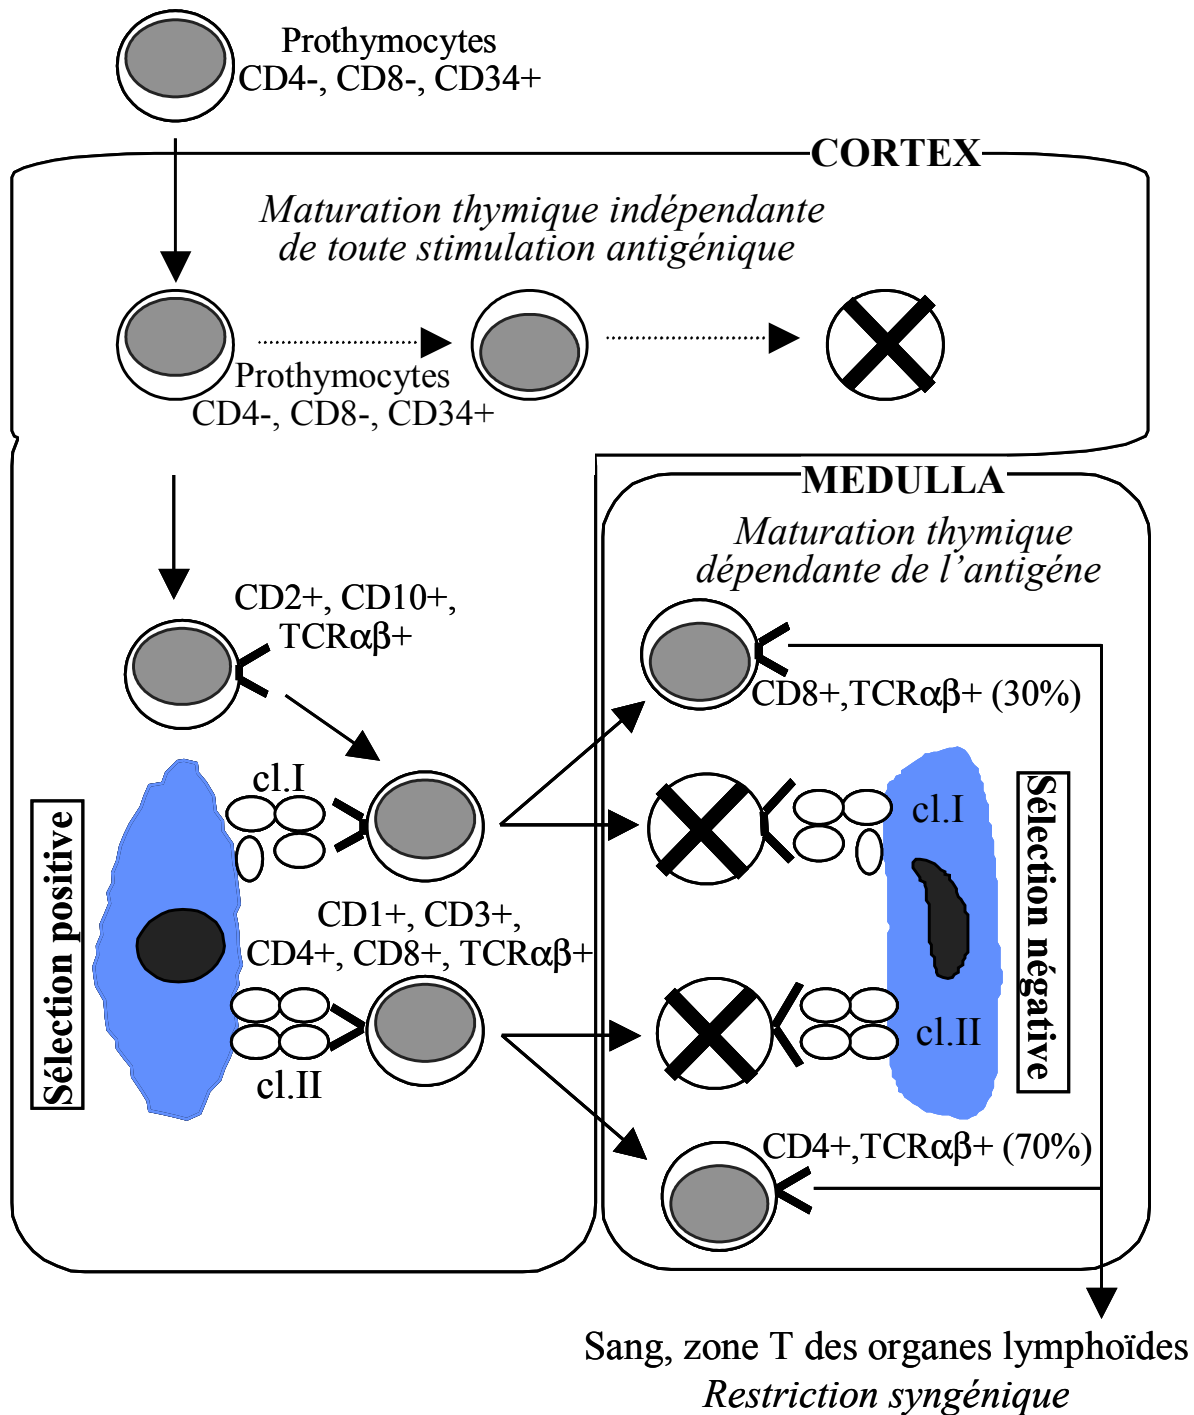 Prothymocytes
CD4-, CD8-, CD34+
CORTEX
Maturation thymique indépendante
de toute stimulation antigénique
Prothymocytes
CD4-, CD8-, CD34+
MEDULLA
Maturation thymique
dépendante de l'antigéne
CD2+, CD10+,
TCRαβ+
CD8+,TCRαβ+ (30%)
cl.I
cl.I
Sélection positive
Sélection négative
CD1+, CD3+,
CD4+, CD8+, TCRαβ+
cl.II
cl.II
CD4+,TCRαβ+ (70%)
Sang, zone T des organes lymphoïdes
Restriction syngénique